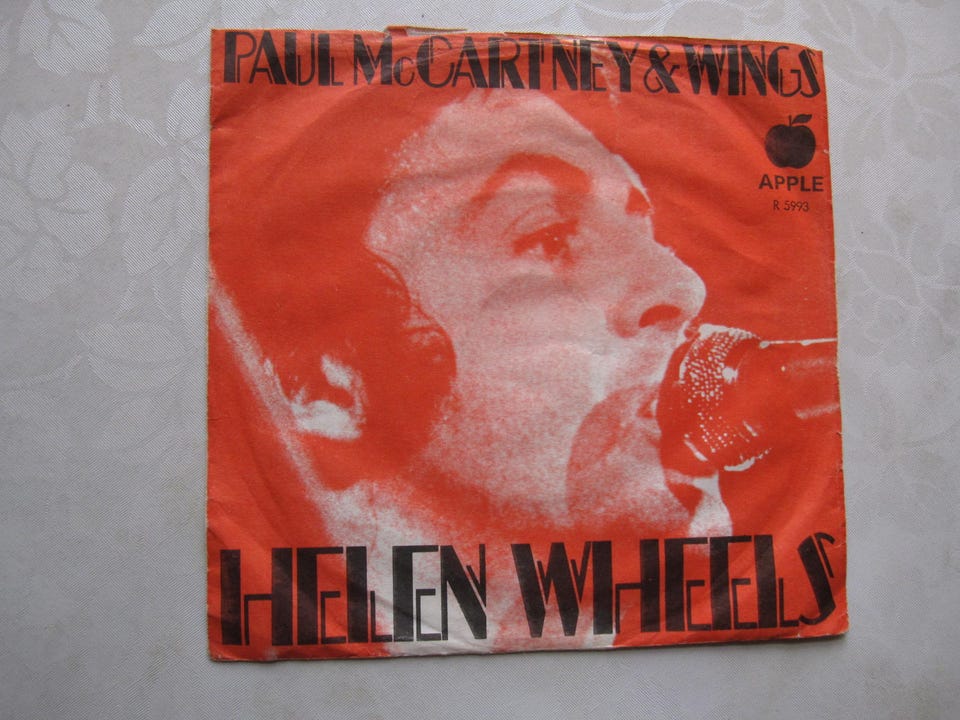 PAUL McCARTNEY & WINGS
APPLE
R 5993
HELEN WHEELS